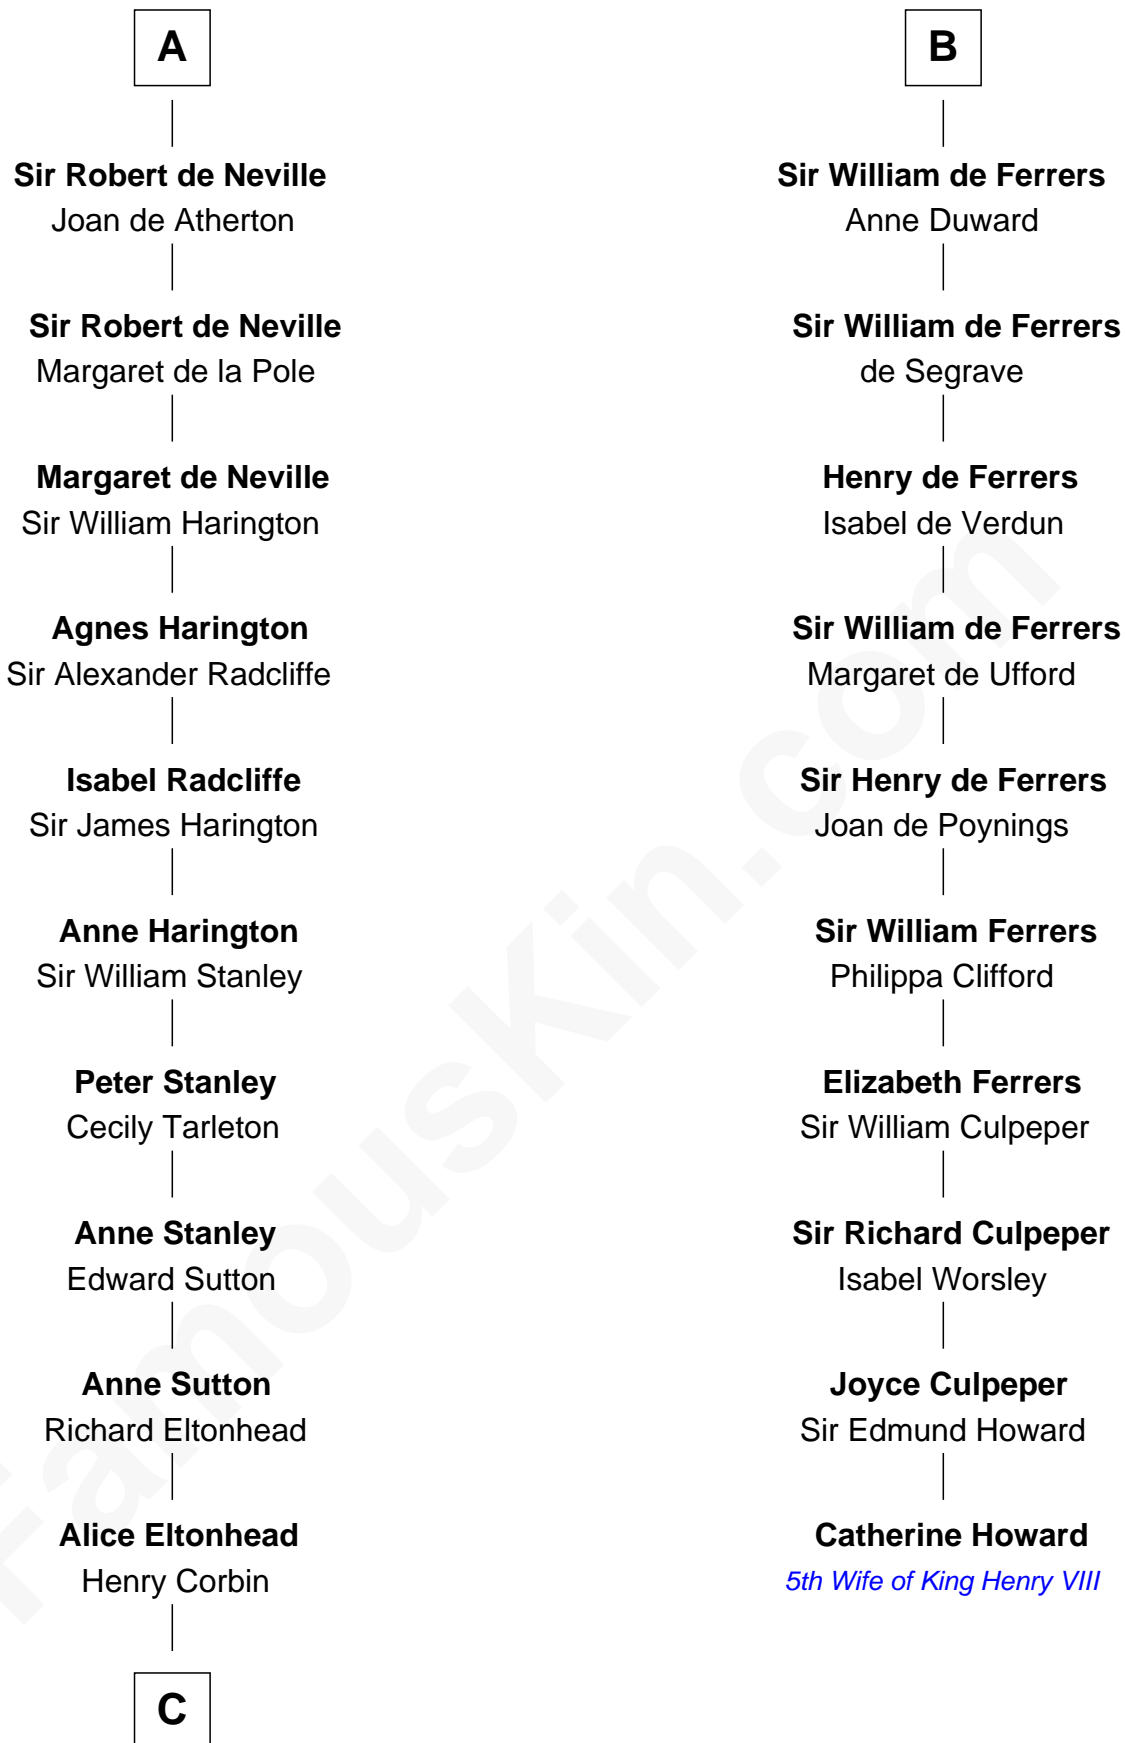 A
Sir Robert de Neville
Joan de Atherton
Sir Robert de Neville
Margaret de la Pole
Margaret de Neville
Sir William Harington
Agnes Harington
Sir Alexander Radcliffe
Isabel Radcliffe
Sir James Harington
Anne Harington
Sir William Stanley
Peter Stanley
Cecily Tarleton
Anne Stanley
Edward Sutton
Anne Sutton
Richard Eltonhead
Alice Eltonhead
Henry Corbin
C
B
Sir William de Ferrers
Anne Duward
Sir William de Ferrers
de Segrave
Henry de Ferrers
Isabel de Verdun
Sir William de Ferrers
Margaret de Ufford
Sir Henry de Ferrers
Joan de Poynings
Sir William Ferrers
Philippa Clifford
Elizabeth Ferrers
Sir William Culpeper
Sir Richard Culpeper
Isabel Worsley
Joyce Culpeper
Sir Edmund Howard
Catherine Howard
5th Wife of King Henry VIII
FamousKin.com